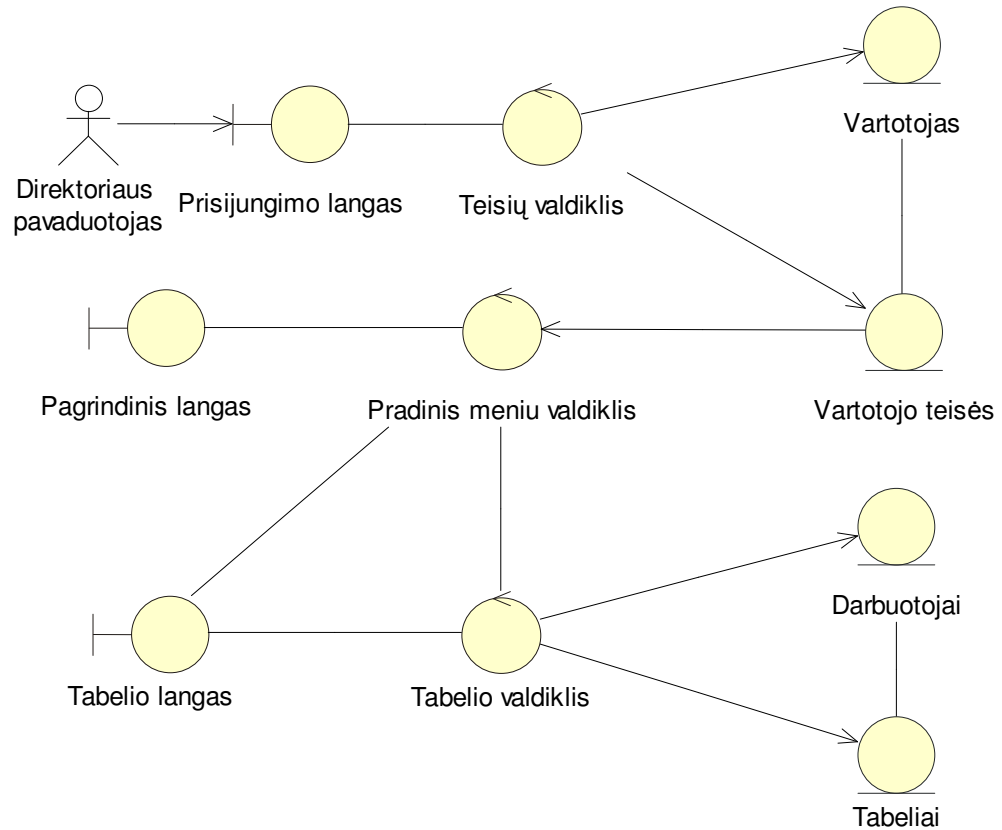 Vartotojas
Direktoriaus
pavaduotojas
Prisijungimo langas
Teisių valdiklis
Pagrindinis langas
Pradinis meniu valdiklis
Vartotojo teisės
Darbuotojai
Tabelio langas
Tabelio valdiklis
Tabeliai